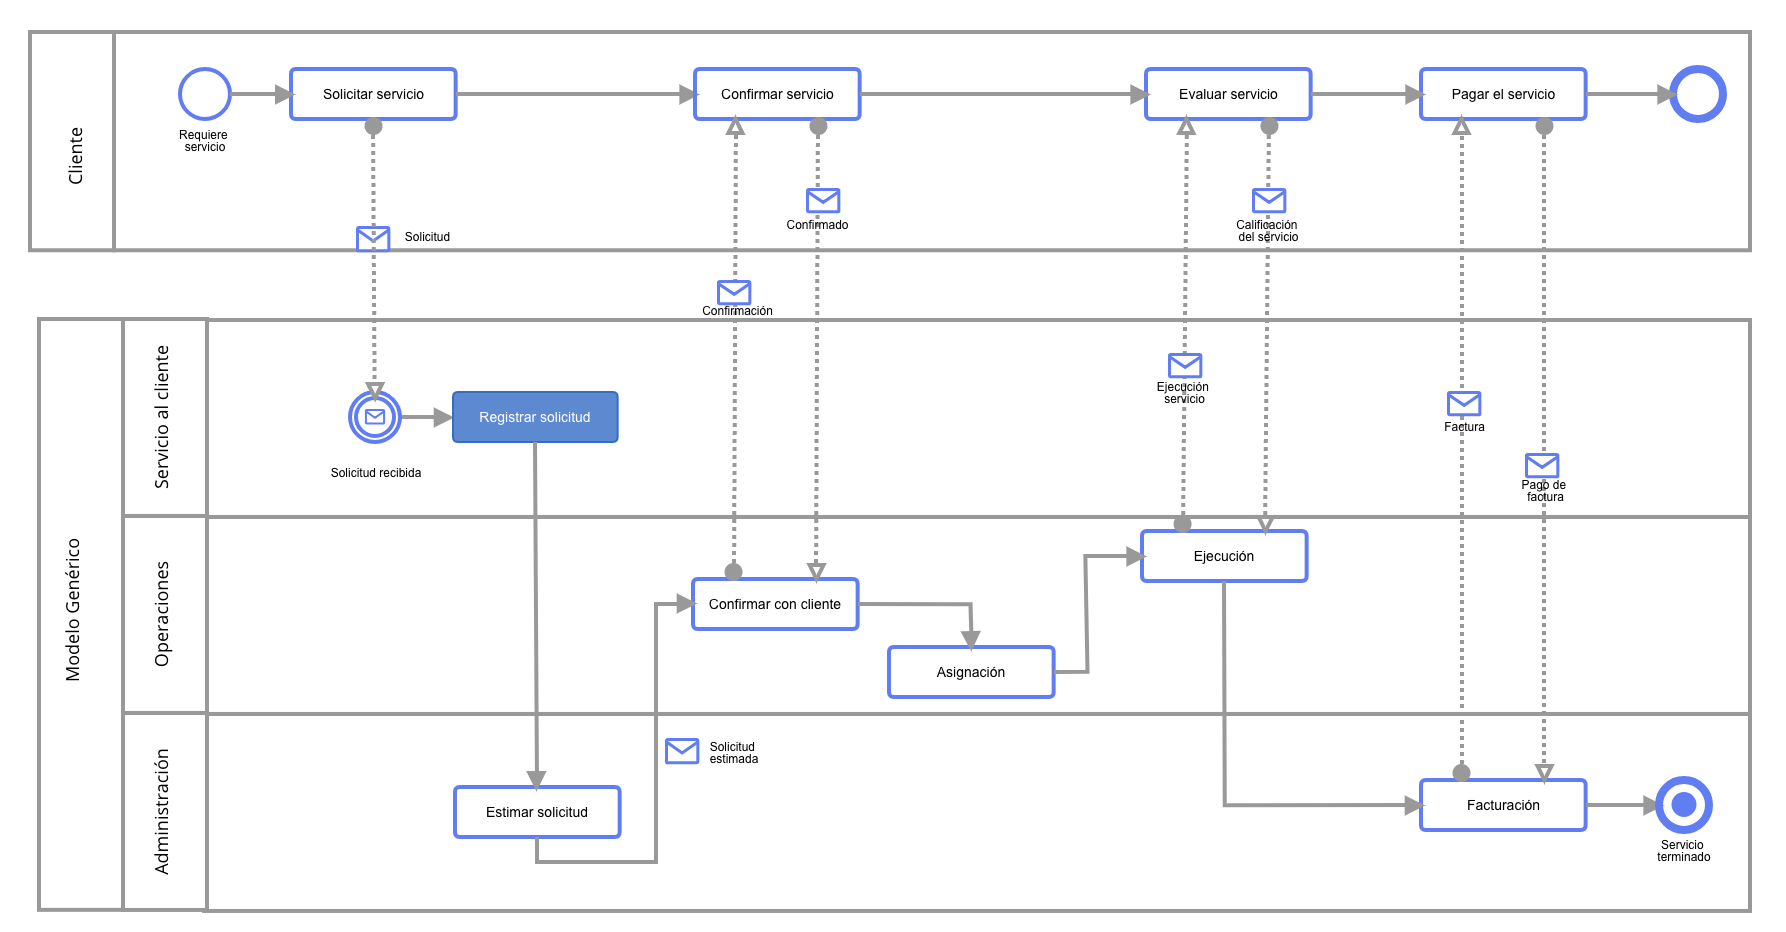 Cliente
Solicitar servicio
Confirmar servicio
Evaluar servicio
Pagar el servicio
Requiere
servicio
Solicitud
Confirmado
Calificación
del servicio
Confirmación
Modelo Genérico
Servicio al cliente
Registrar solicitud
Solicitud recibida
Ejecución
servicio
Factura
Pago de
factura
Operaciones
Ejecución
Confirmar con cliente
Asignación
Administración
Solicitud
estimada
Estimar solicitud
Facturación
Servicio
terminado